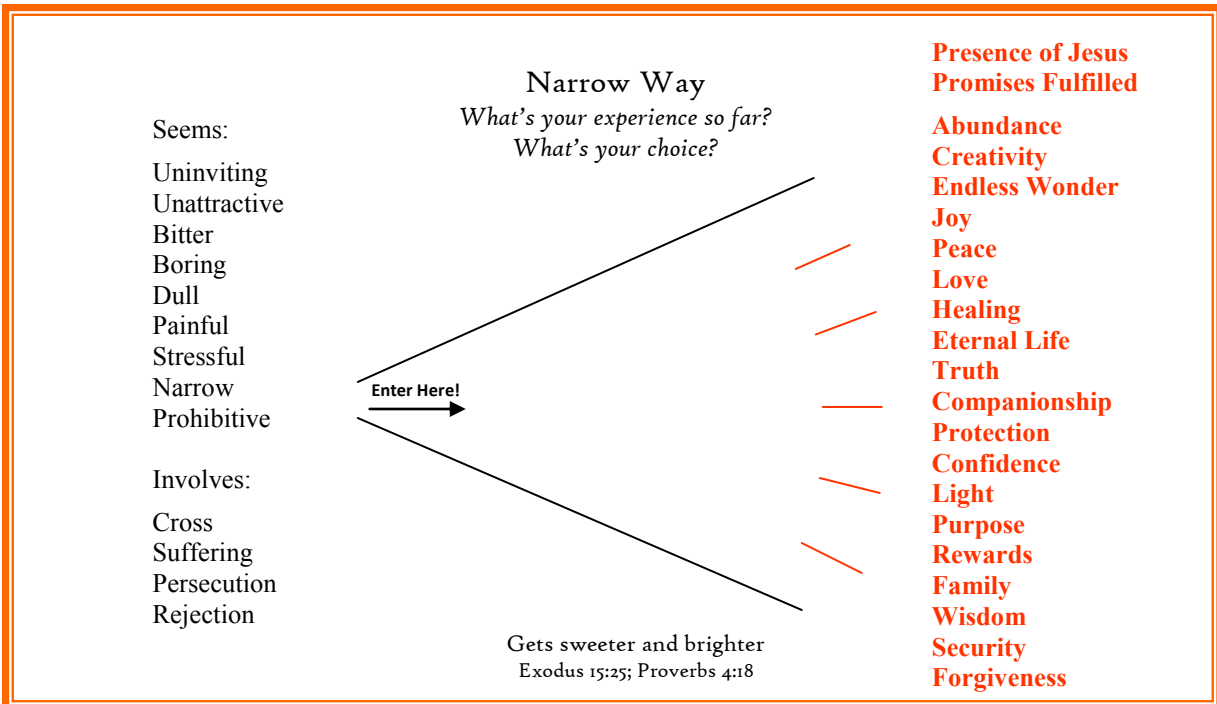 Narrow Way
What's your experience so far?
What's your choice?
Seems:
Uninviting
Unattractive
Bitter
Boring
Dull
Painful
Stressful
Narrow
Prohibitive
Involves:
Cross
Suffering
Persecution
Rejection
Enter Here!
Gets sweeter and brighter
Exodus 15:25; Proverbs 4:18
Presence of Jesus
Promises Fulfilled
Abundance
Creativity
Endless Wonder
Joy
Peace
Love
Healing
Eternal Life
Truth
Companionship
Protection
Confidence
Light
Purpose
Rewards
Family
Wisdom
Security
Forgiveness